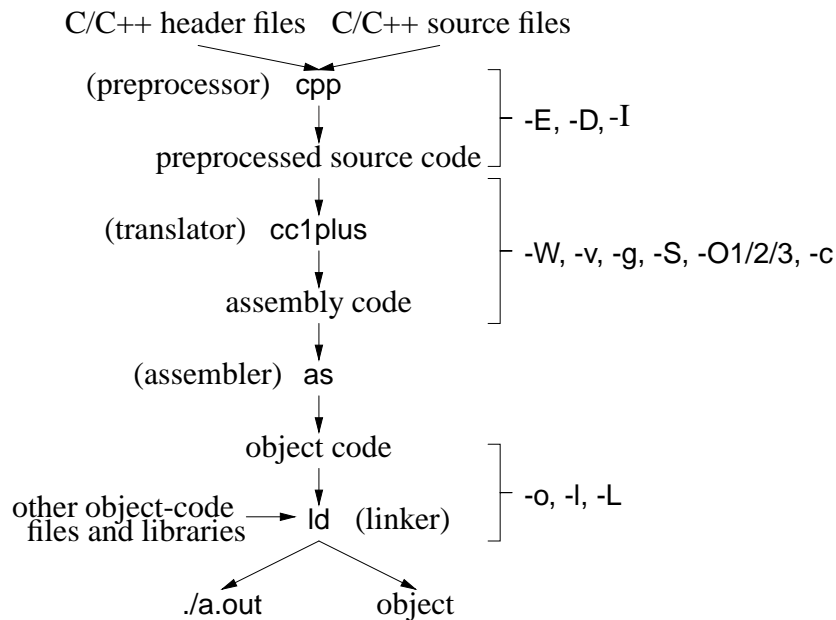 C/C++ header files C/C++ source files
(preprocessor) cpp
-E, -D, -I
preprocessed source code
(translator) cc1plus
-W, -v, -g, -S, -O1/2/3, -c
assembly code
(assembler) as
object code
-o, -l, -L
other object-code
files and libraries
ld (linker)
./a.out object